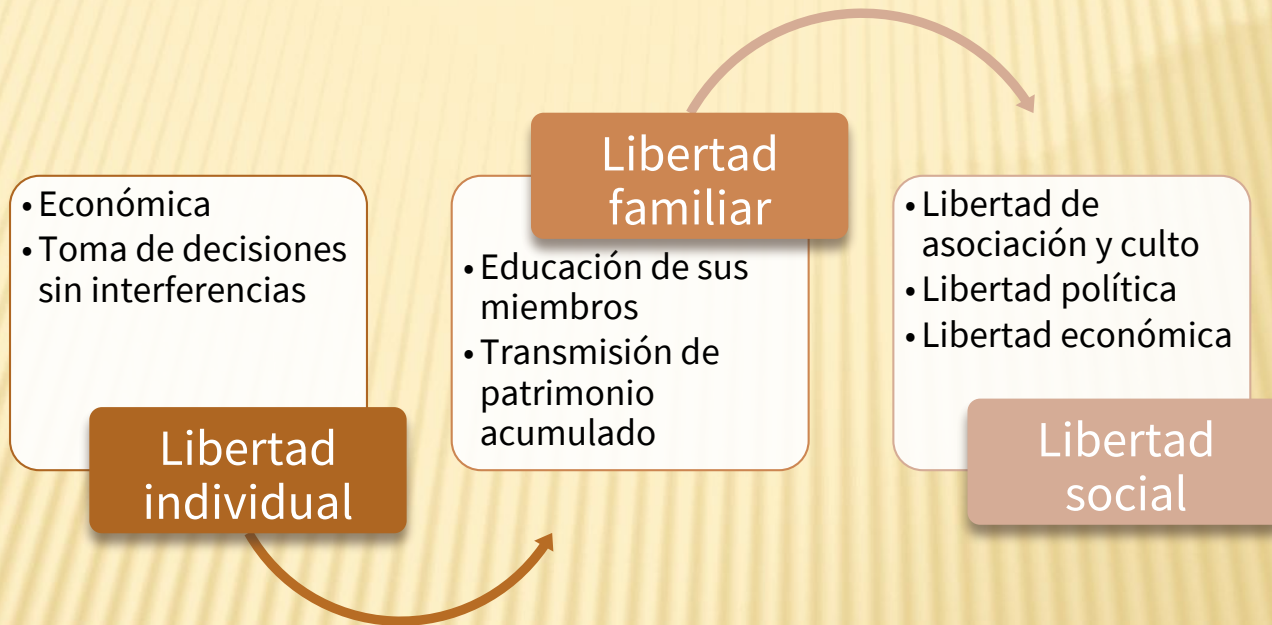 • Económica
• Toma de decisiones
sin interferencias
Libertad
individual
Libertad
familiar
• Educación de sus
miembros
• Transmisión de
patrimonio
acumulado
• Libertad de
asociación y culto
• Libertad política
• Libertad económica
Libertad
social